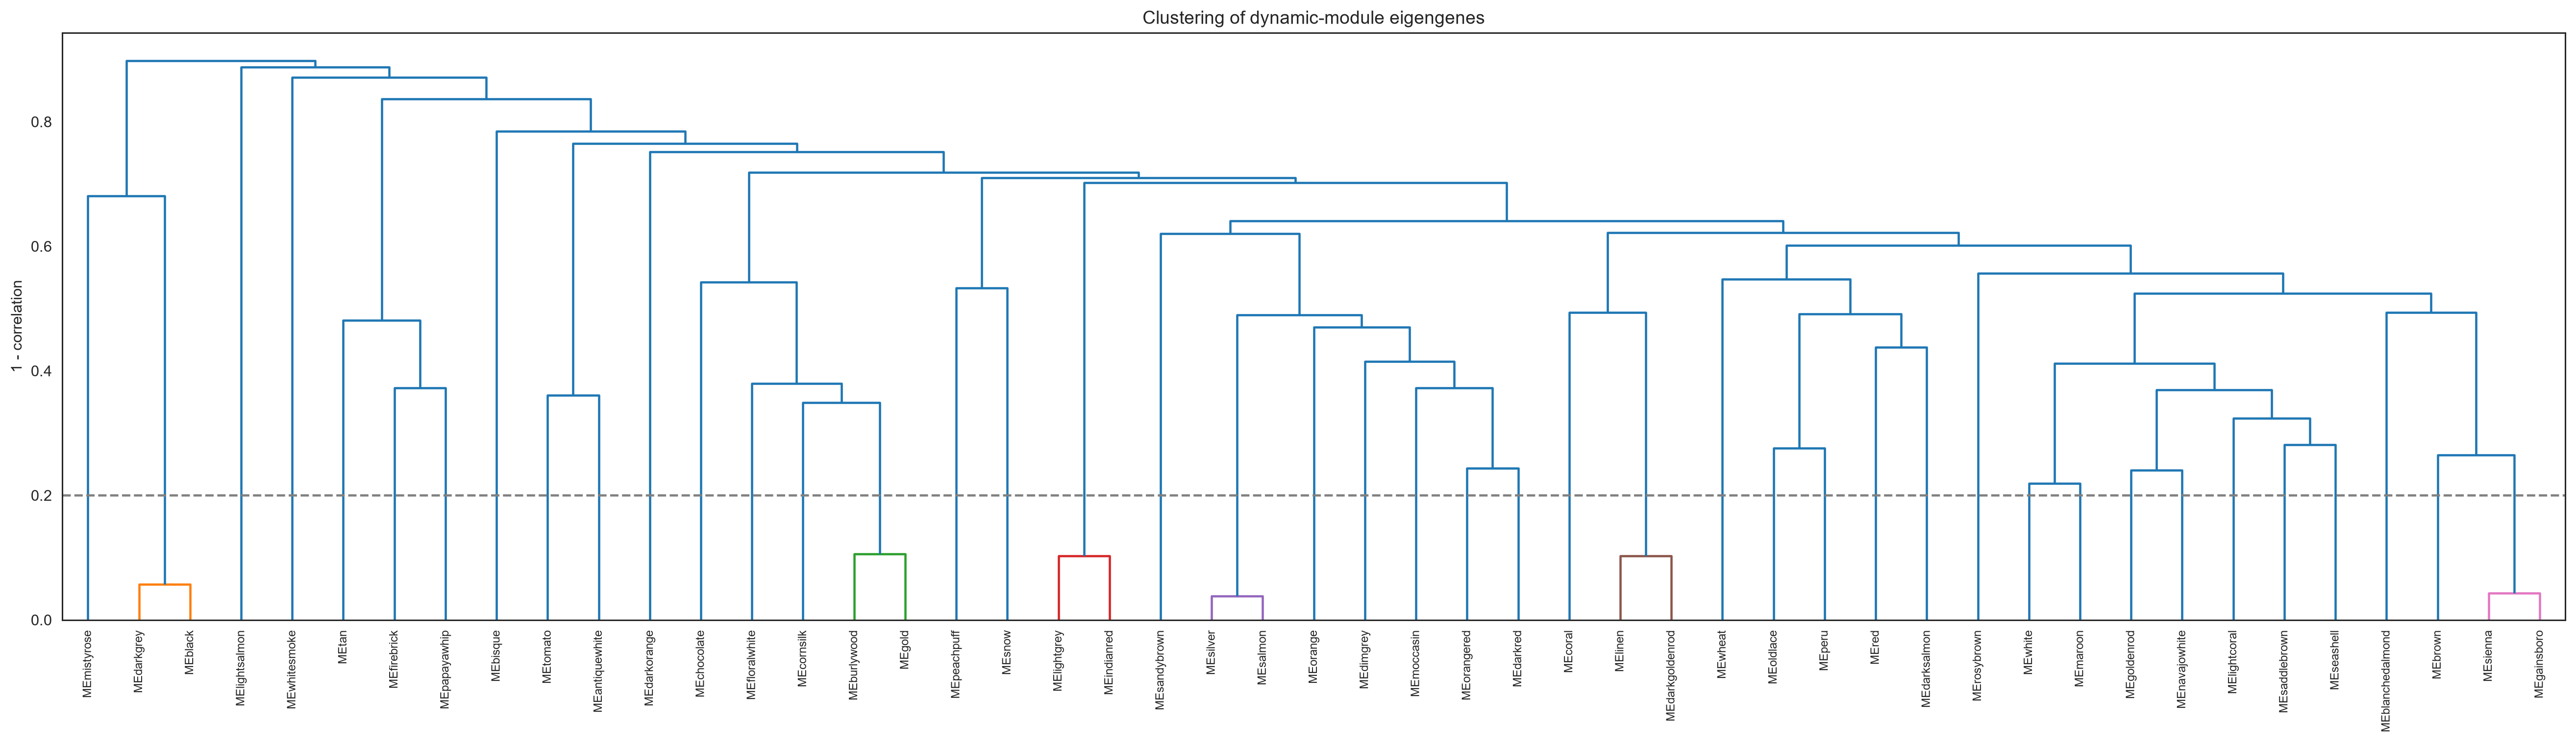 Clustering of dynamic-module eigengenes
1 - correlation
0.8
0.6
0.4
0.2
0.0
MEmistyrose
MEdarkgrey
MEblack
MElightsalmon
MEwhitesmoke
MEtan
MEfirebrick
MEpapayawhip
MEbisque
MEtomato
MEantiquewhite
MEdarkorange
MEchocolate
MEfloralwhite
MEcornsilk
MEburlywood
MEgold
MEpeachpuff
MEsnow
MElightgrey
MEindianred
MEsandybrown
MEsilver
MEsalmon
MEorange
MEdimgrey
MEmoccasin
MEorangered
MEdarkred
MEcoral
MElinen
MEdarkgoldenrod
MEwheat
MEoldlace
MEperu
MEred
MEdarksalmon
MErosybrown
MEwhite
MEmaroon
MEgoldenrod
MEnavajowhite
MElightcoral
MEsaddlebrown
MEseashell
MEblanchedalmond
MEbrown
MEsienna
MEgainsboro